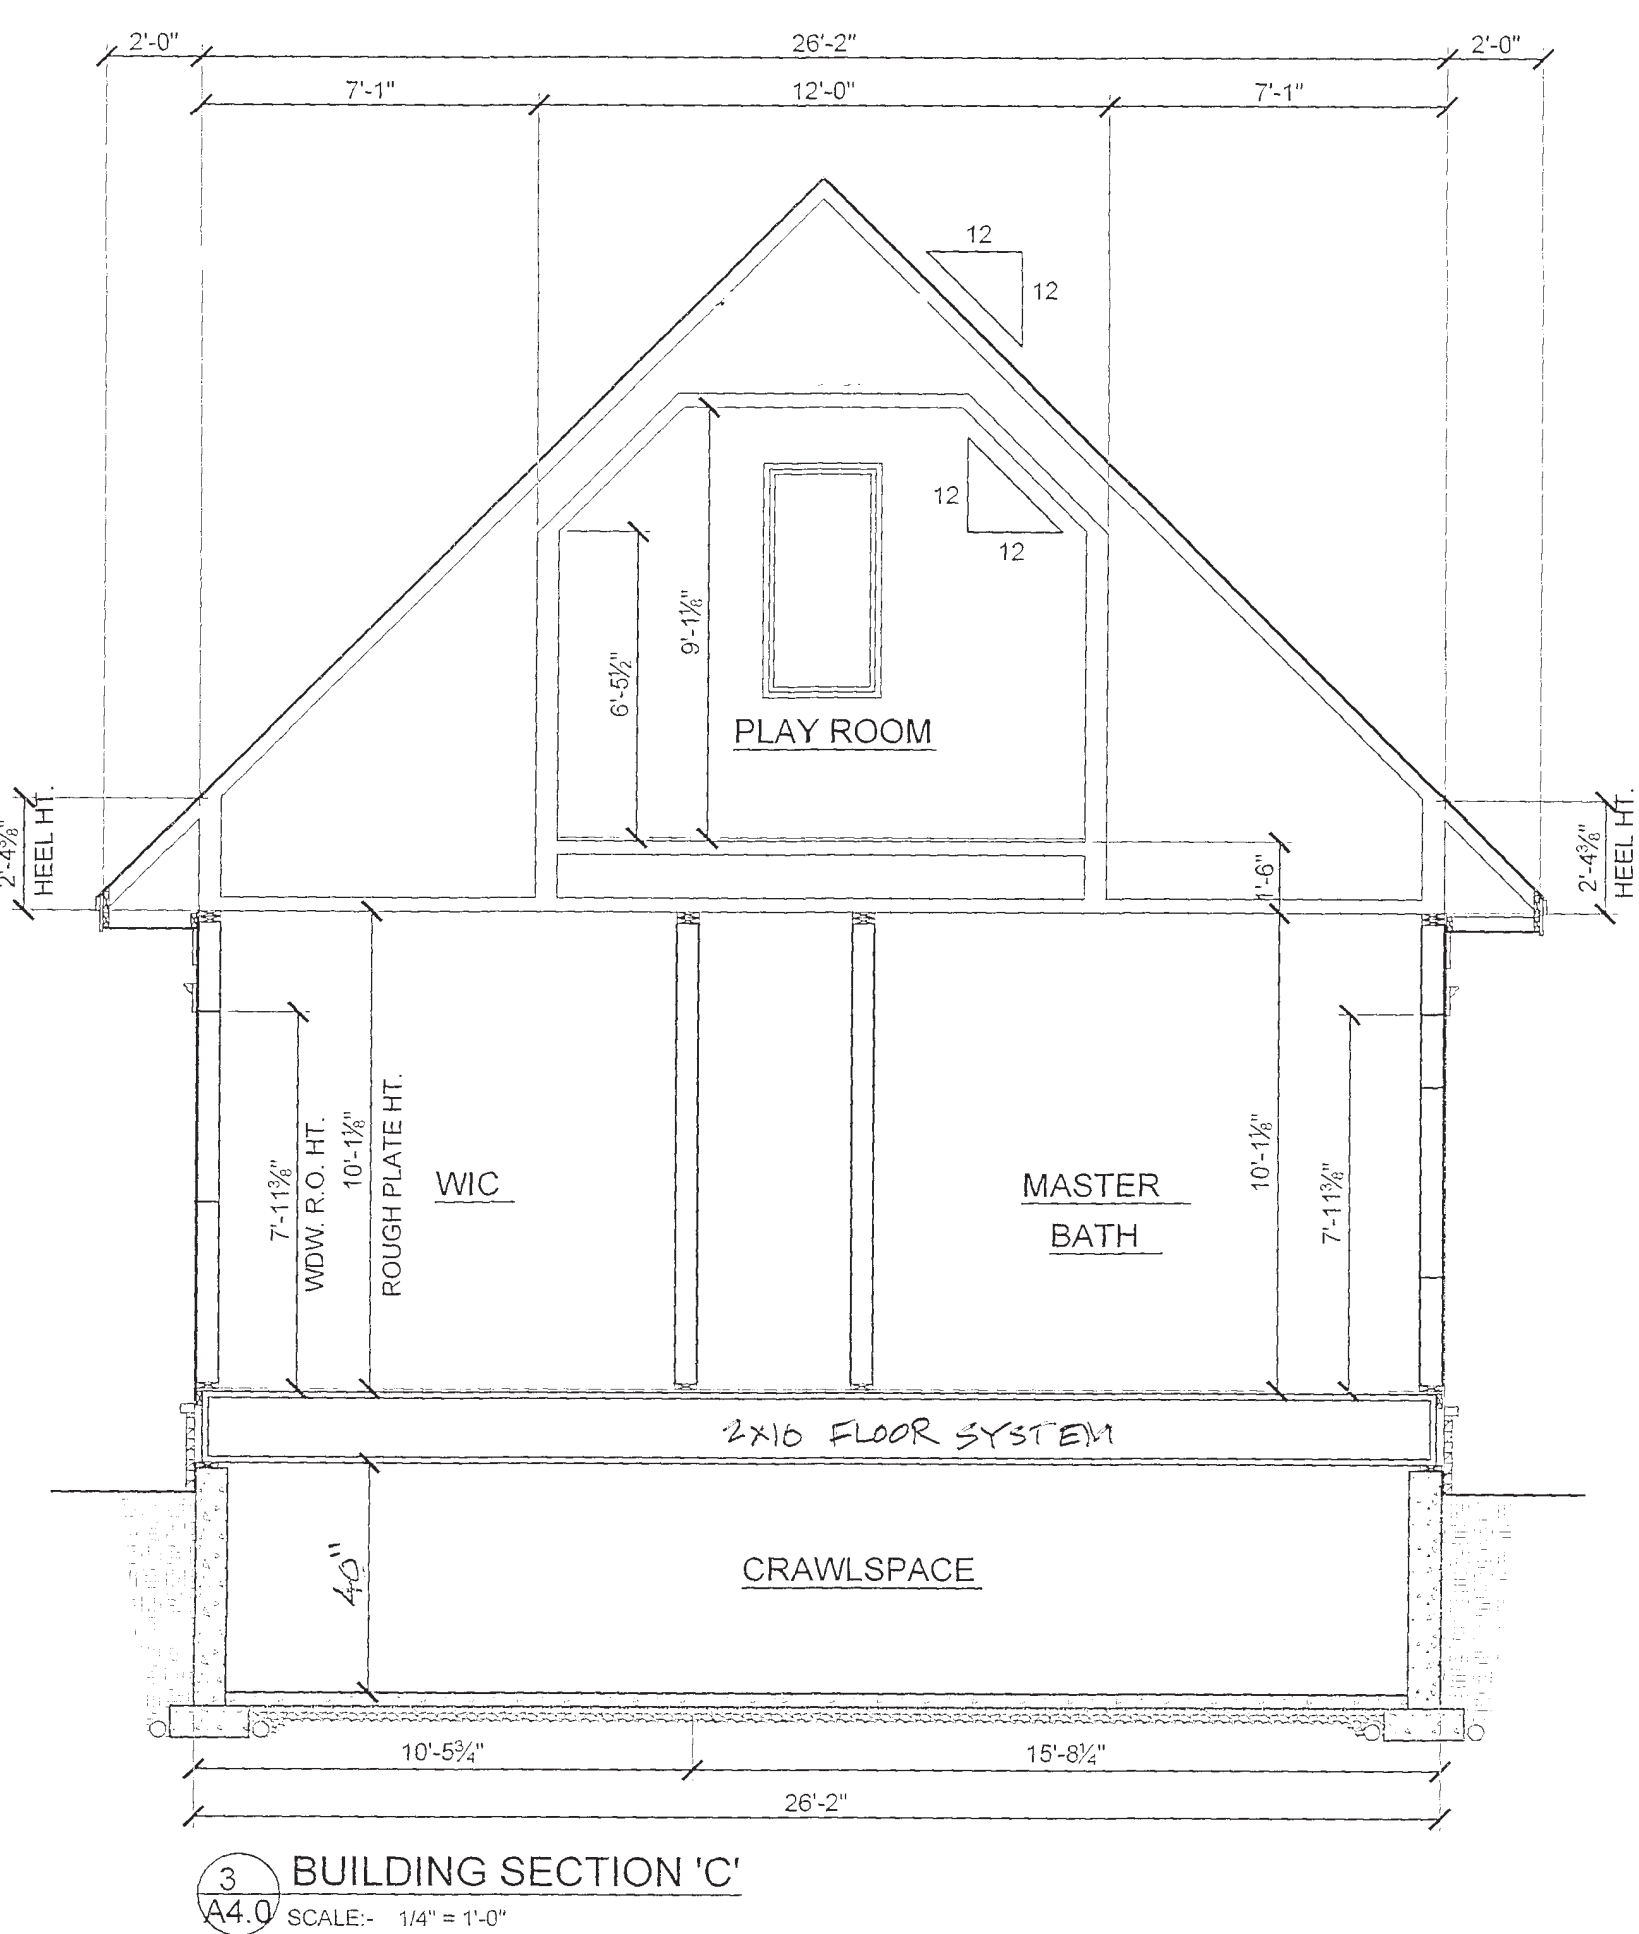 2'-0" 26'-2" 2'-0"
7'-1" 12'-0" 7'-1"
12
12
12
12
9'-1⅛"
6'-5½"
PLAY ROOM
2'-4⅜"
HEEL HT.
1'-6"
2'-4⅜"
HEEL HT.
7'-11⅜"
WDW. R.O. HT.
10'-1⅛"
ROUGH PLATE HT.
WIC
MASTER
BATH
10'-1⅛"
7'-11⅜"
2X10 FLOOR SYSTEM
40"
CRAWLSPACE
10'-5¾" 15'-8¼"
26'-2"
3
A4.0
BUILDING SECTION 'C'
SCALE:- 1/4" = 1'-0"